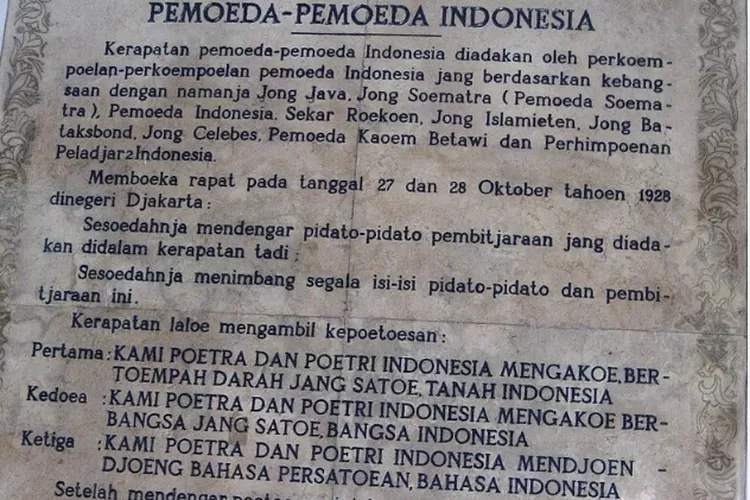 PEMOEDA-PEMOEDA INDONESIA
Kerapatan pemoeda-pemoeda Indonesia diadakan oleh perkoem-
poelan-perkoempoelan pemoeda Indonesia jang berdasarkan kebang-
saan dengan namanja Jong Java, Jong Soematra (Pemoeda Soema-
tra), Pemoeda Indonesia, Sekar Roekoen, Jong Islamieten, Jong Ba-
taksbond, Jong Celebes, Pemoeda Kaoem Betawi dan Perhimpoenan
Peladjar2Indonesia.
Memboeka rapat pada tanggal 27 dan 28 Oktober tahoen 1928
dinegeri Djakarta:
Sesoedahnja mendengar pidato-pidato pembitjaraan jang diada-
kan didalam kerapatan tadi;
Sesoedahnja menimbang segala isi-isi pidato-pidato dan pembi-
tjaraan ini.
Kerapatan laloe mengambil kepoetoesan:
Pertama: KAMI POETRA DAN POETRI INDONESIA MENGAKOE, BER-
TOEMPAH DARAH JANG SATOE, TANAH INDONESIA
Kedoea : KAMI POETRA DAN POETRI INDONESIA MENGAKOE BER-
BANGSA JANG SATOE, BANGSA INDONESIA
Ketiga : KAMI POETRA DAN POETRI INDONESIA MENDJOEN -
DJOENG BAHASA PERSATOEAN, BAHASA INDONESIA
Setelah mendengar